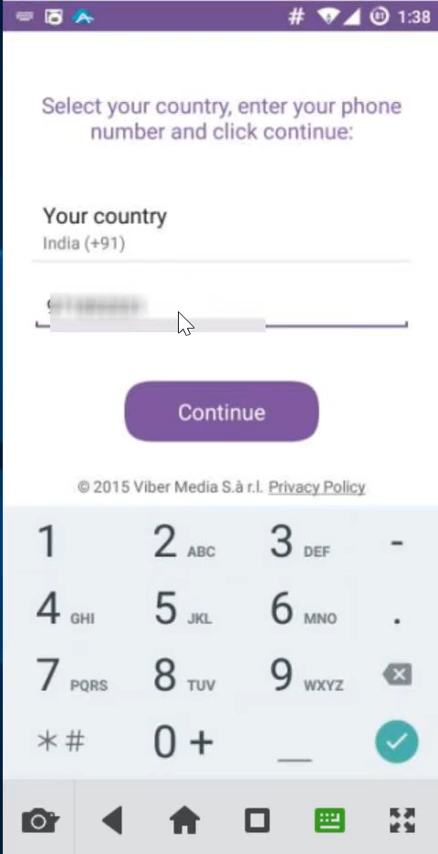 # 81 1:38
Select your country, enter your phone
number and click continue:
Your country
India (+91)
Continue
© 2015 Viber Media S.à r.l. Privacy Policy
1 2 ABC 3 DEF -
4 GHI 5 JKL 6 MNO .
7 PQRS 8 TUV 9 WXYZ
*# 0 + _